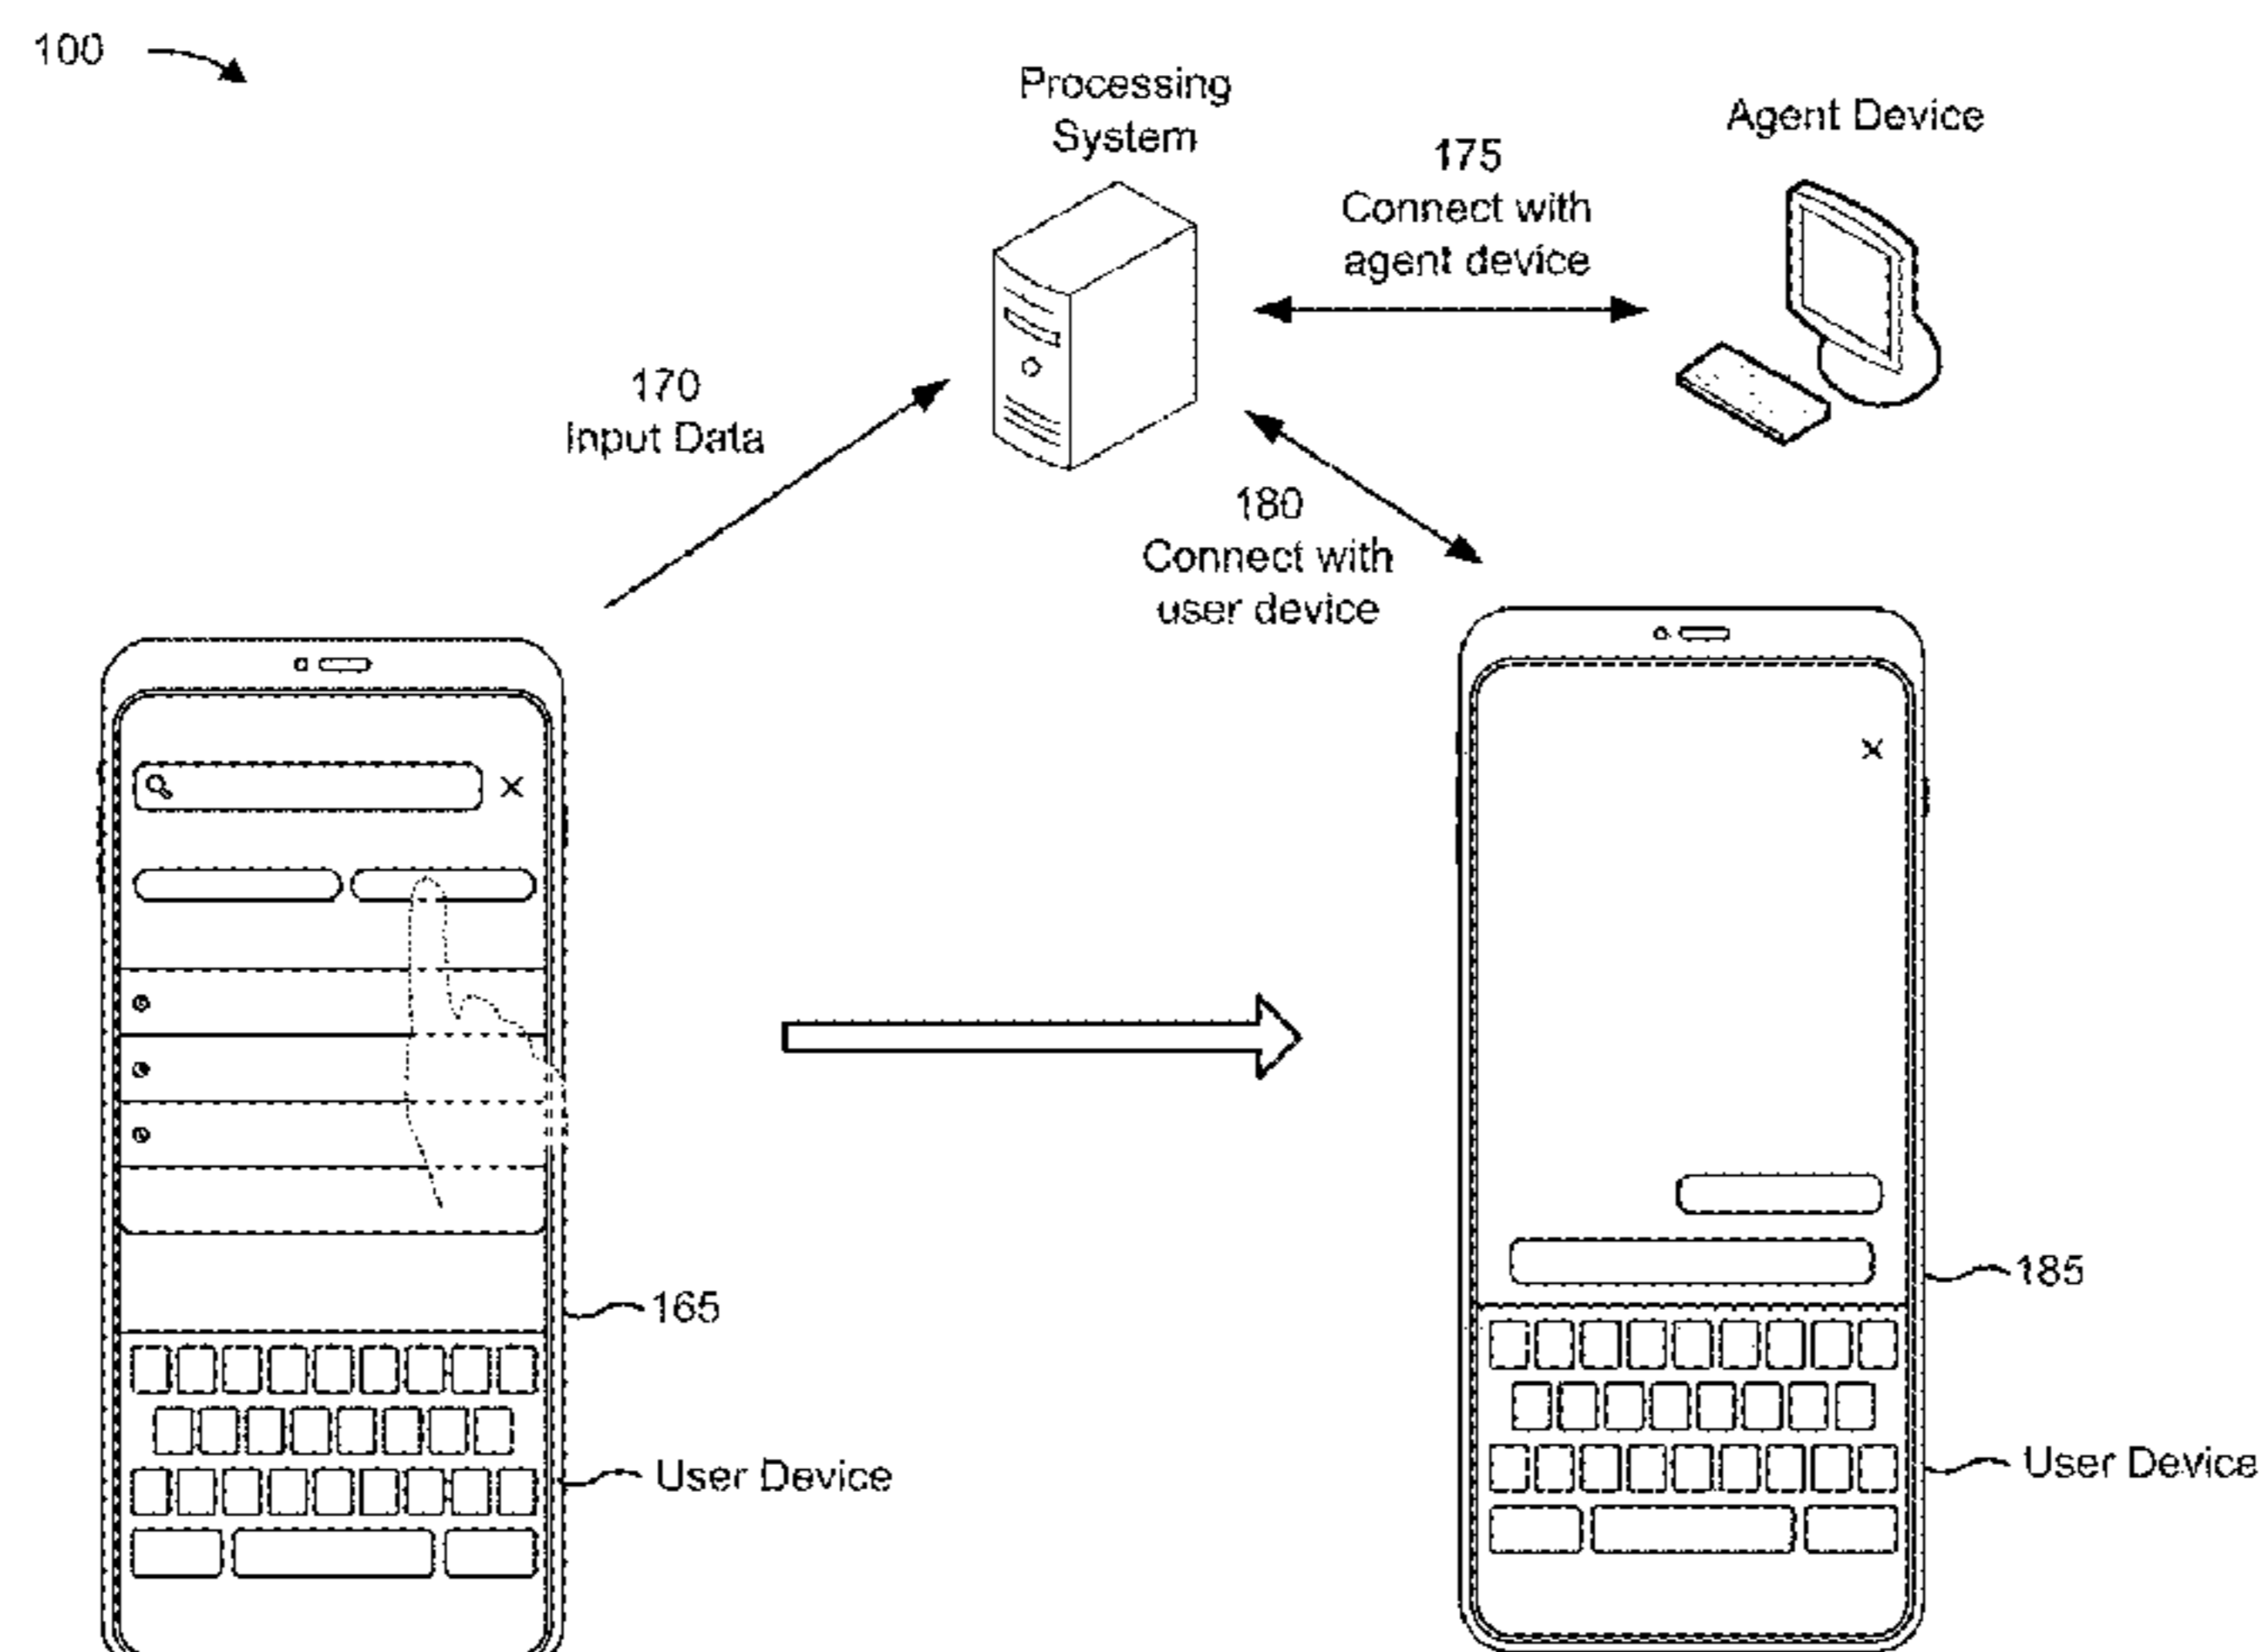 100
Processing
System
Agent Device
175
Connect with
agent device
170
Input Data
180
Connect with
user device
185
165
User Device
User Device